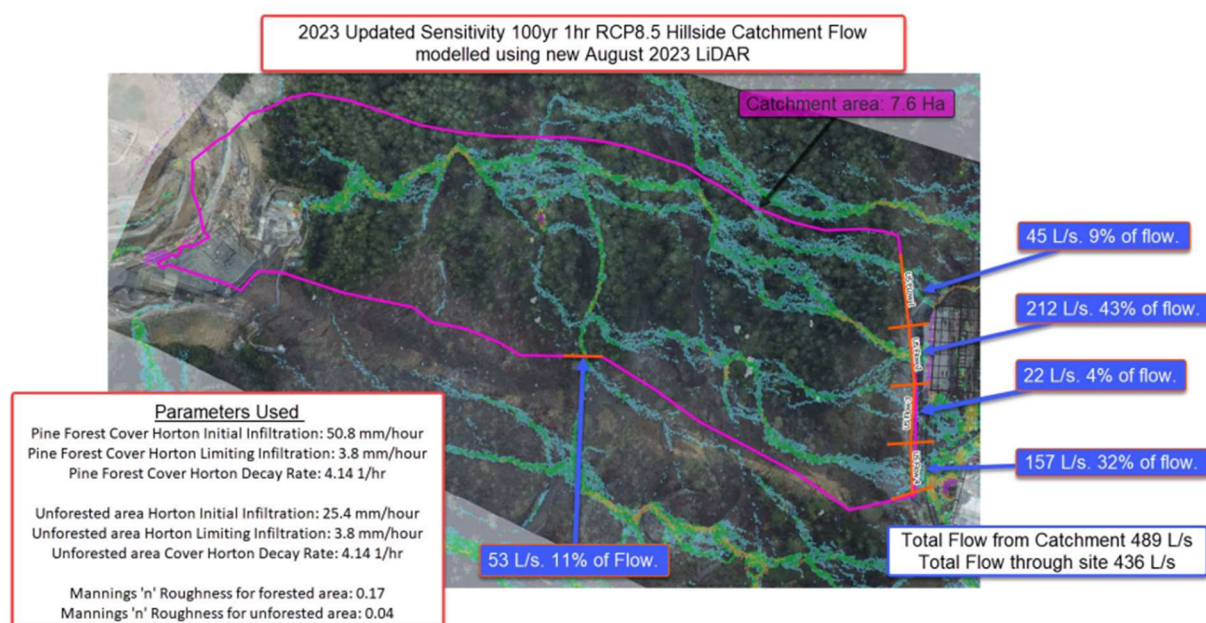 2023 Updated Sensitivity 100yr 1hr RCP8.5 Hillside Catchment Flow
modelled using new August 2023 LiDAR
Catchment area: 7.6 Ha
45 L/s. 9% of flow.
212 L/s. 43% of flow.
22 L/s. 4% of flow.
157 L/s. 32% of flow.
53 L/s. 11% of Flow.
Total Flow from Catchment 489 L/s
Total Flow through site 436 L/s
Parameters Used
Pine Forest Cover Horton Initial Infiltration: 50.8 mm/hour
Pine Forest Cover Horton Limiting Infiltration: 3.8 mm/hour
Pine Forest Cover Horton Decay Rate: 4.14 1/hr
Unforested area Horton Initial Infiltration: 25.4 mm/hour
Unforested area Horton Limiting Infiltration: 3.8 mm/hour
Unforested area Cover Horton Decay Rate: 4.14 1/hr
Mannings 'n' Roughness for forested area: 0.17
Mannings 'n' Roughness for unforested area: 0.04